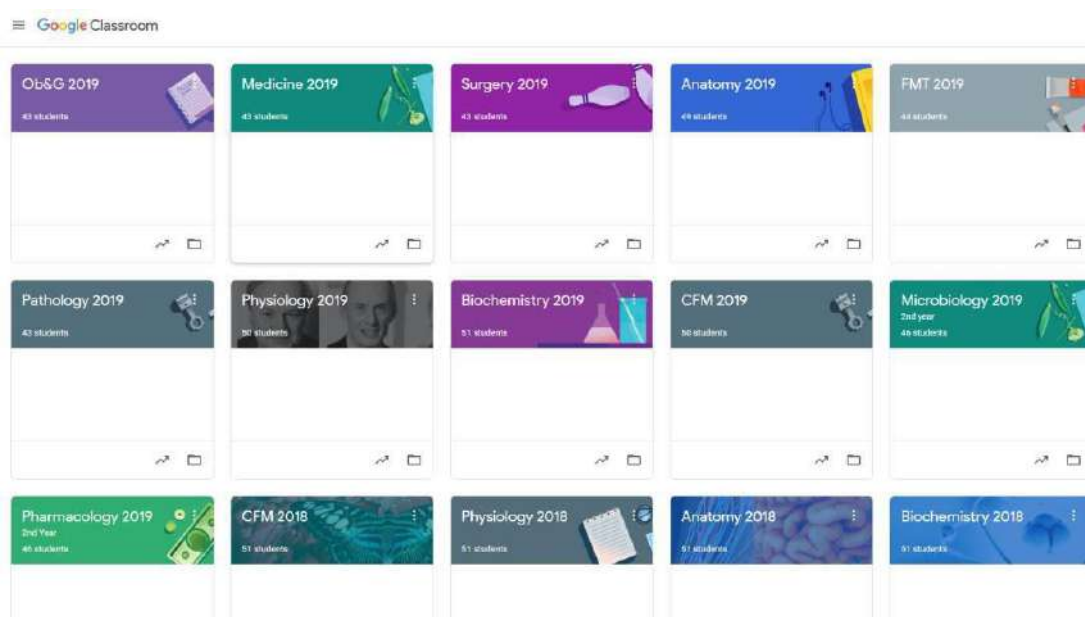 Google Classroom
Ob&G 2019
43 students
Medicine 2019
43 students
Surgery 2019
43 students
Anatomy 2019
49 students
FMT 2019
44 students
Pathology 2019
43 students
Physiology 2019
50 students
Biochemistry 2019
51 students
CFM 2019
50 students
Microbiology 2019
2nd year
46 students
Pharmacology 2019
2nd Year
46 students
CFM 2018
51 students
Physiology 2018
51 students
Anatomy 2018
51 students
Biochemistry 2018
51 students